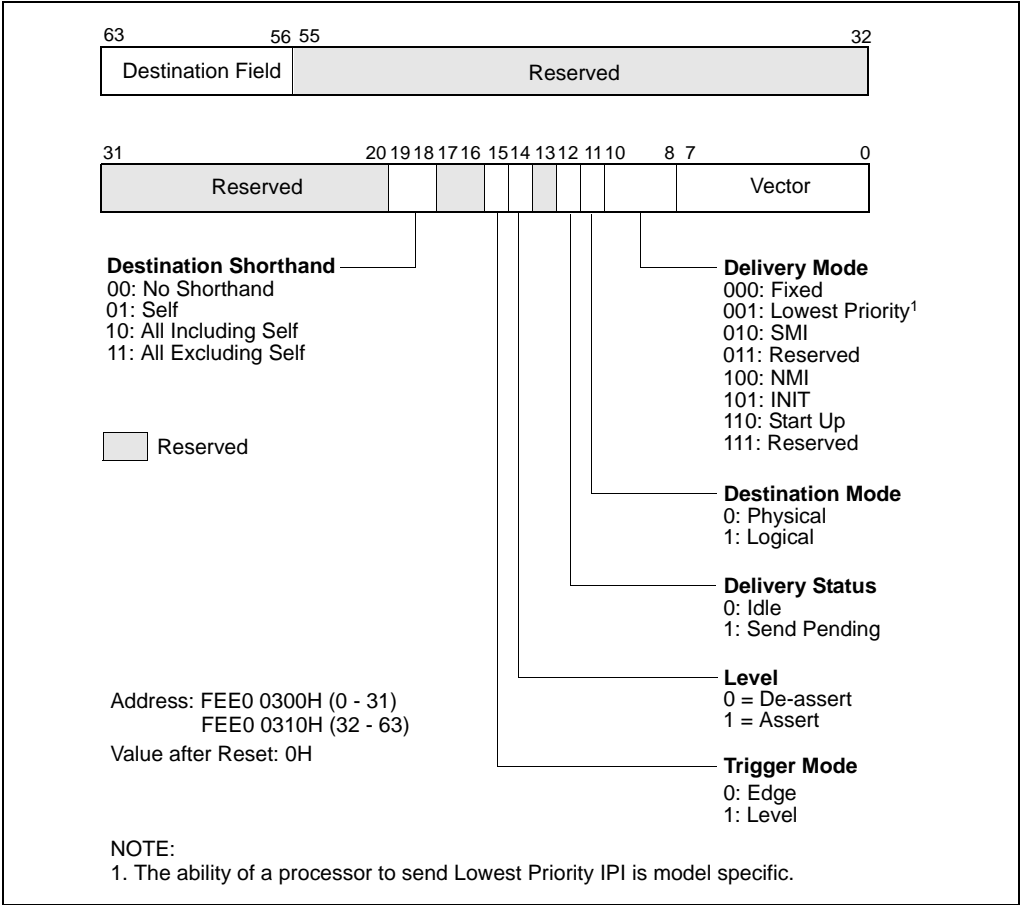 63 56 55 32
Destination Field Reserved
31 20 19 18 17 16 15 14 13 12 11 10 8 7 0
Reserved Vector
Destination Shorthand
00: No Shorthand
01: Self
10: All Including Self
11: All Excluding Self
Reserved
Delivery Mode
000: Fixed
001: Lowest Priority1
010: SMI
011: Reserved
100: NMI
101: INIT
110: Start Up
111: Reserved
Destination Mode
0: Physical
1: Logical
Delivery Status
0: Idle
1: Send Pending
Level
0 = De-assert
1 = Assert
Trigger Mode
0: Edge
1: Level
Address: FEE0 0300H (0 - 31)
FEE0 0310H (32 - 63)
Value after Reset: 0H
NOTE:
1. The ability of a processor to send Lowest Priority IPI is model specific.